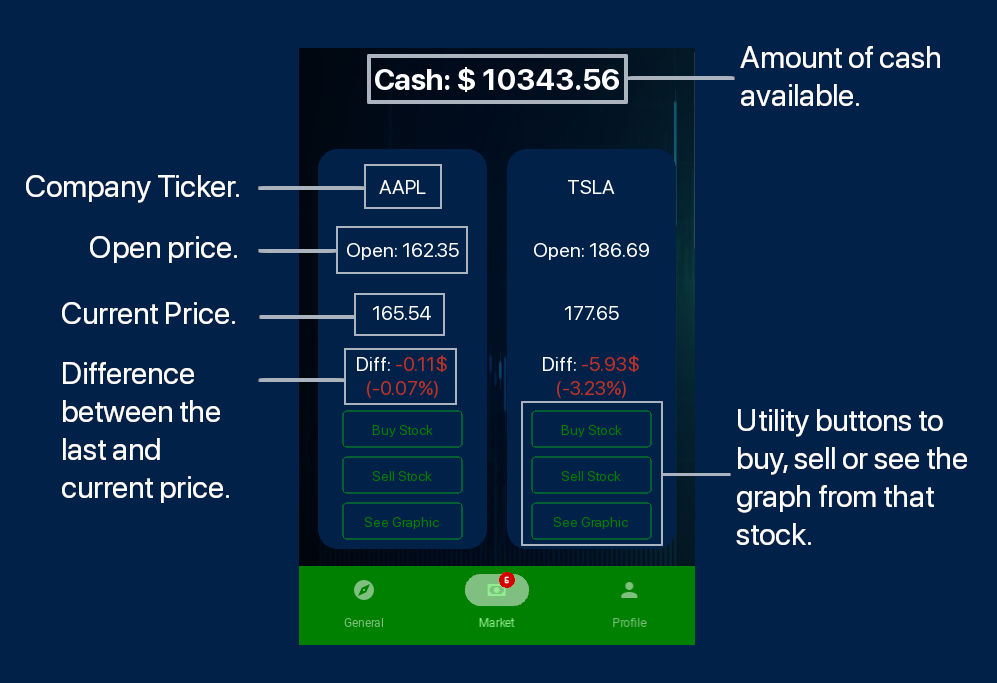 Cash: $ 10343.56
Amount of cash
available.
Company Ticker.
AAPL
TSLA
Open price.
Open: 162.35
Open: 186.69
Current Price.
165.54
177.65
Difference
between the
last and
current price.
Diff: -0.11$
(-0.07%)
Diff: -5.93$
(-3.23%)
Buy Stock
Sell Stock
See Graphic
Buy Stock
Sell Stock
See Graphic
Utility buttons to
buy, sell or see the
graph from that
stock.
General
5
Market
Profile